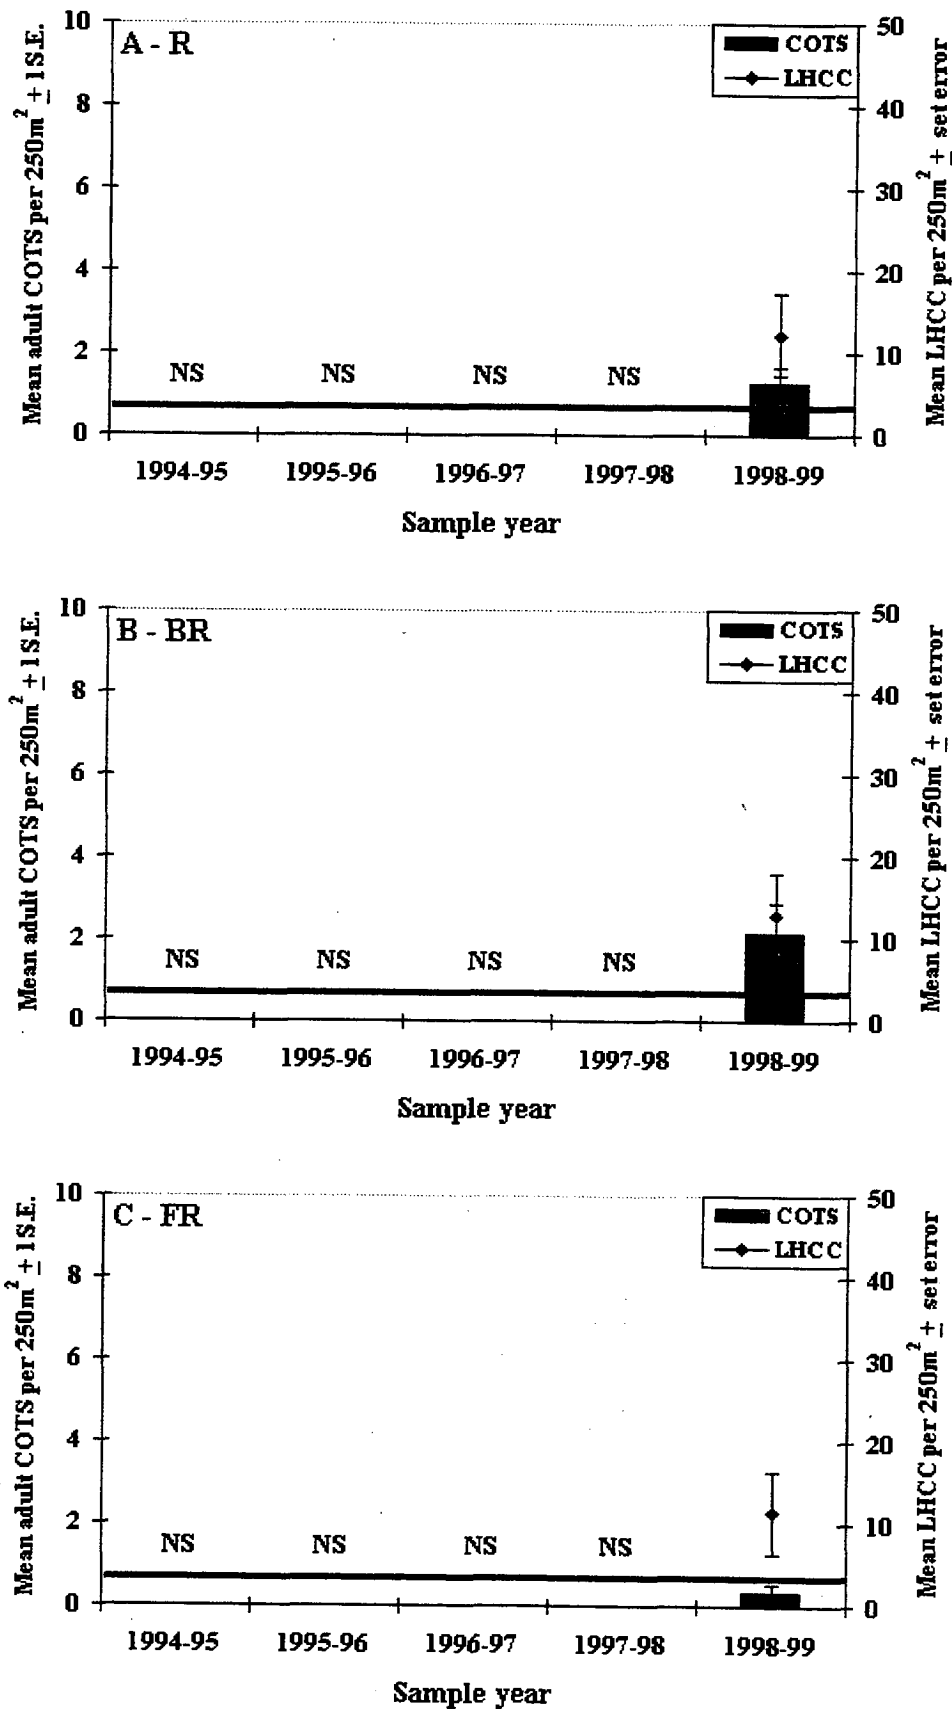 A - R
COTS
LHCC
Mean adult COTS per 250m² ± 1S.E.
10
8
6
4
2
0
50
40
30
20
10
0
Mean LHCC per 250m² ± set error
NS NS NS NS
1994-95 1995-96 1996-97 1997-98 1998-99
Sample year
B - BR
COTS
LHCC
Mean adult COTS per 250m² ± 1S.E.
10
8
6
4
2
0
50
40
30
20
10
0
Mean LHCC per 250m² ± set error
NS NS NS NS
1994-95 1995-96 1996-97 1997-98 1998-99
Sample year
C - FR
COTS
LHCC
Mean adult COTS per 250m² ± 1S.E.
10
8
6
4
2
0
50
40
30
20
10
0
Mean LHCC per 250m² ± set error
NS NS NS NS
1994-95 1995-96 1996-97 1997-98 1998-99
Sample year